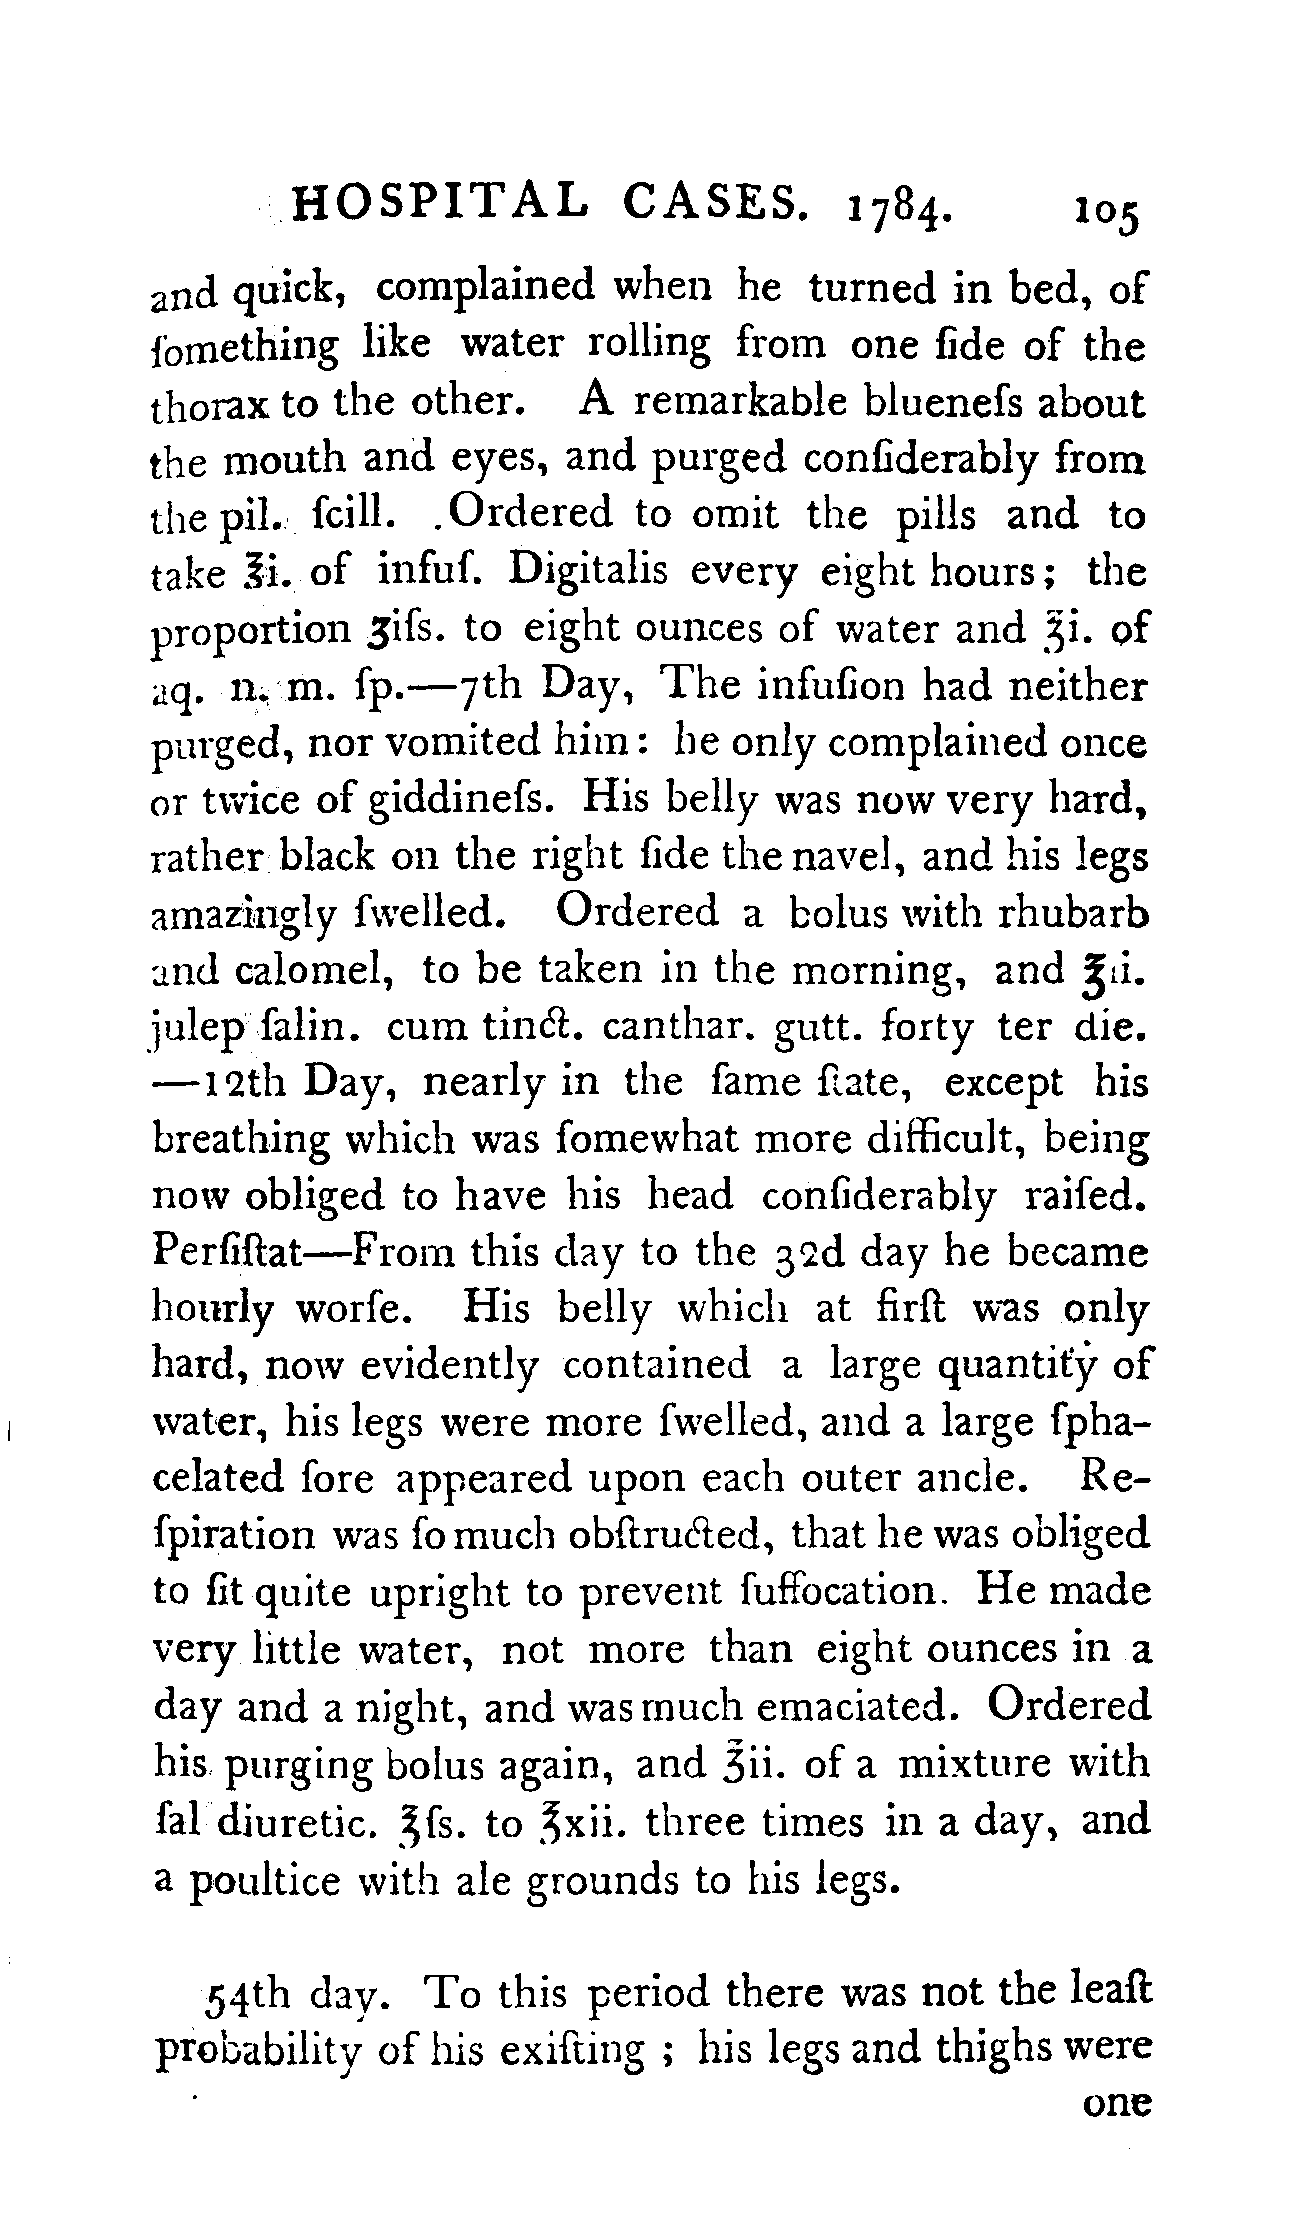 HOSPITAL CASES. 1784. 105
and quick, complained when he turned in bed, of
ſomething like water rolling from one ſide of the
thorax to the other. A remarkable blueneſs about
the mouth and eyes, and purged conſiderably from
the pil. ſcill. Ordered to omit the pills and to
take ℥i. of infuſ. Digitalis every eight hours; the
proportion ʒiſs. to eight ounces of water and ℥i. of
aq. n. m. ſp.—7th Day, The infuſion had neither
purged, nor vomited him: he only complained once
or twice of giddineſs. His belly was now very hard,
rather black on the right ſide the navel, and his legs
amazingly ſwelled. Ordered a bolus with rhubarb
and calomel, to be taken in the morning, and ℥ii.
julep ſalin. cum tinct. canthar. gutt. forty ter die.
—12th Day, nearly in the ſame ſtate, except his
breathing which was ſomewhat more difficult, being
now obliged to have his head conſiderably raiſed.
Perſiſtat—From this day to the 32d day he became
hourly worſe. His belly which at firſt was only
hard, now evidently contained a large quantity of
water, his legs were more ſwelled, and a large ſpha-
celated ſore appeared upon each outer ancle. Re-
ſpiration was ſo much obſtructed, that he was obliged
to ſit quite upright to prevent ſuffocation. He made
very little water, not more than eight ounces in a
day and a night, and was much emaciated. Ordered
his purging bolus again, and ℥ii. of a mixture with
ſal diuretic. ℥ſs. to ℥xii. three times in a day, and
a poultice with ale grounds to his legs.
54th day. To this period there was not the leaſt
probability of his exiſting ; his legs and thighs were
one